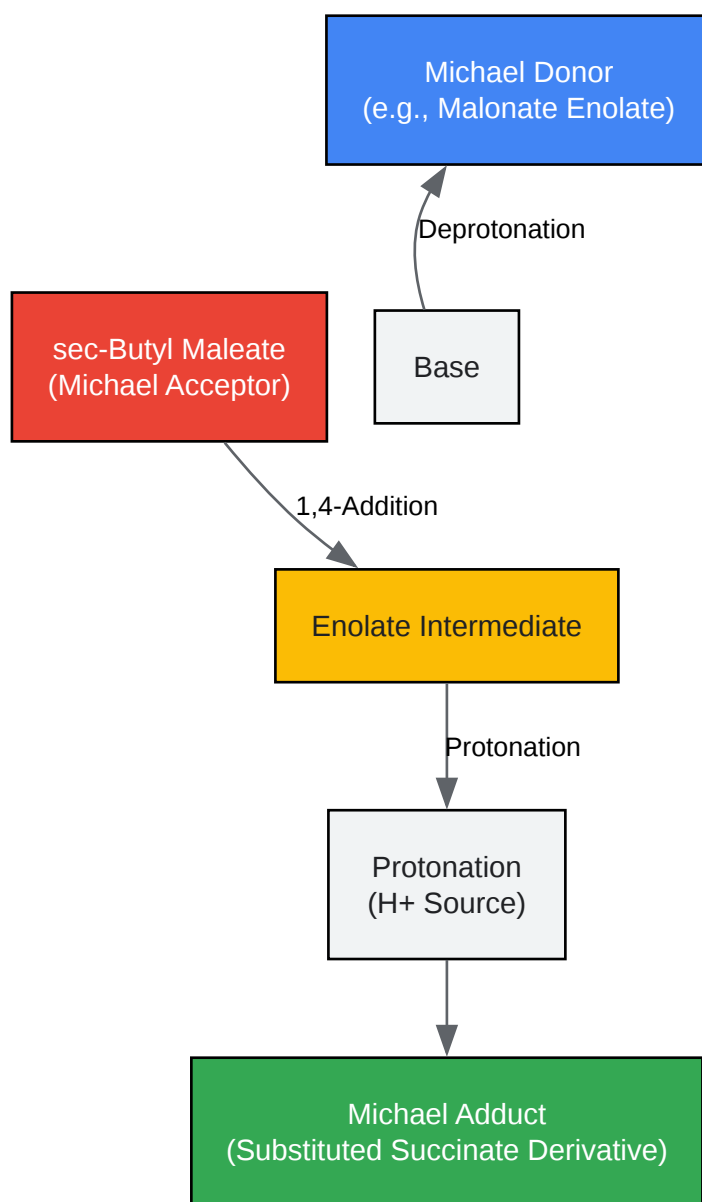 Michael Donor
(e.g., Malonate Enolate)
Deprotonation
sec-Butyl Maleate
(Michael Acceptor)
Base
1,4-Addition
Enolate Intermediate
Protonation
Protonation
(H+ Source)
Michael Adduct
(Substituted Succinate Derivative)